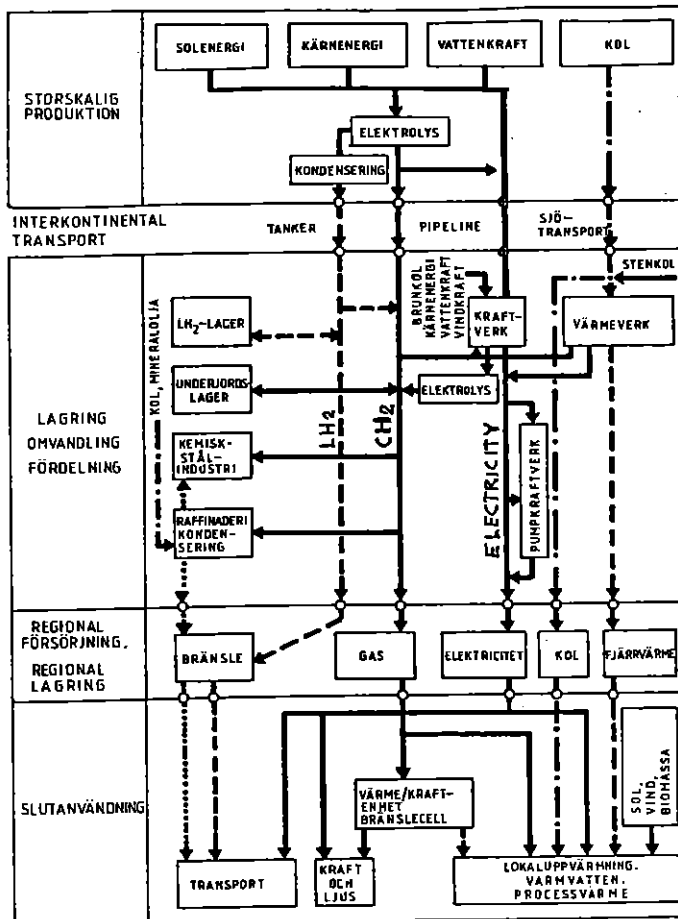 SOLENERGI
KÄRNENERGI
VATTENKRAFT
KOL
STORSKALIG
PRODUKTION
ELEKTROLYS
KONDENSERING
INTERKONTINENTAL
TRANSPORT
TANKER
PIPELINE
SJÖ-
TRANSPORT
STENKOL
BRUNKOL
KÄRNENERGI
VATTENKRAFT
VINDKRAFT
KRAFT-
VERK
VÄRMEVERK
KOL, MINERALOLJA
LH2-LAGER
UNDERJORDS-
LAGER
ELEKTROLYS
LAGRING
OMVANDLING
FÖRDELNING
KEMISK-
STÅL-
INDUSTRI
LH2
CH2
ELECTRICITY
PUMPKRAFTVERK
RAFFINADERI
KONDEN-
SERING
REGIONAL
FÖRSÖRJNING,
REGIONAL
LAGRING
BRÄNSLE
GAS
ELEKTRICITET
KOL
FJÄRRVÄRME
SLUTANVÄNDNING
VÄRME/KRAFT-
ENHET
BRÄNSLECELL
SOL,
VIND,
BIOMASSA
TRANSPORT
KRAFT
OCH
LJUS
LOKALUPPVÄRMNING,
VARMVATTEN,
PROCESSVÄRME